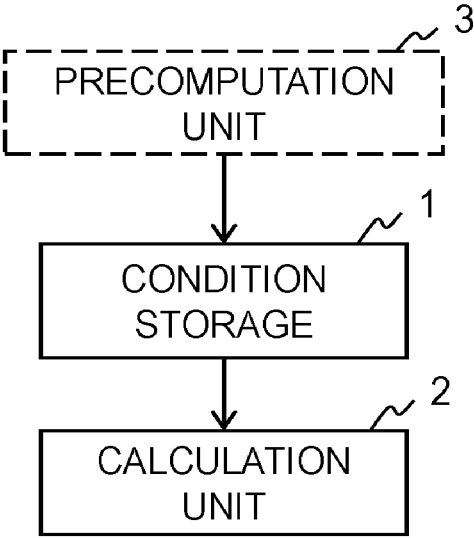 3
PRECOMPUTATION
UNIT
1
CONDITION
STORAGE
2
CALCULATION
UNIT